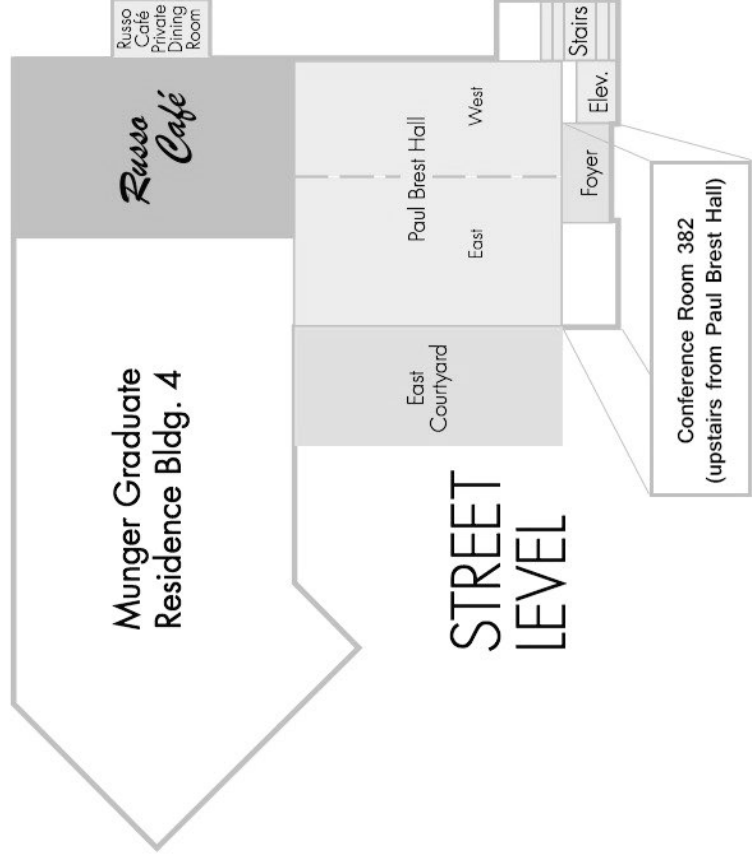 Munger Graduate
Residence Bldg. 4
Russo
Café
Russo
Café
Private
Dining
Room
STREET
LEVEL
East
Courtyard
Paul Brest Hall
East
West
Foyer
Elev.
Stairs
Conference Room 382
(upstairs from Paul Brest Hall)